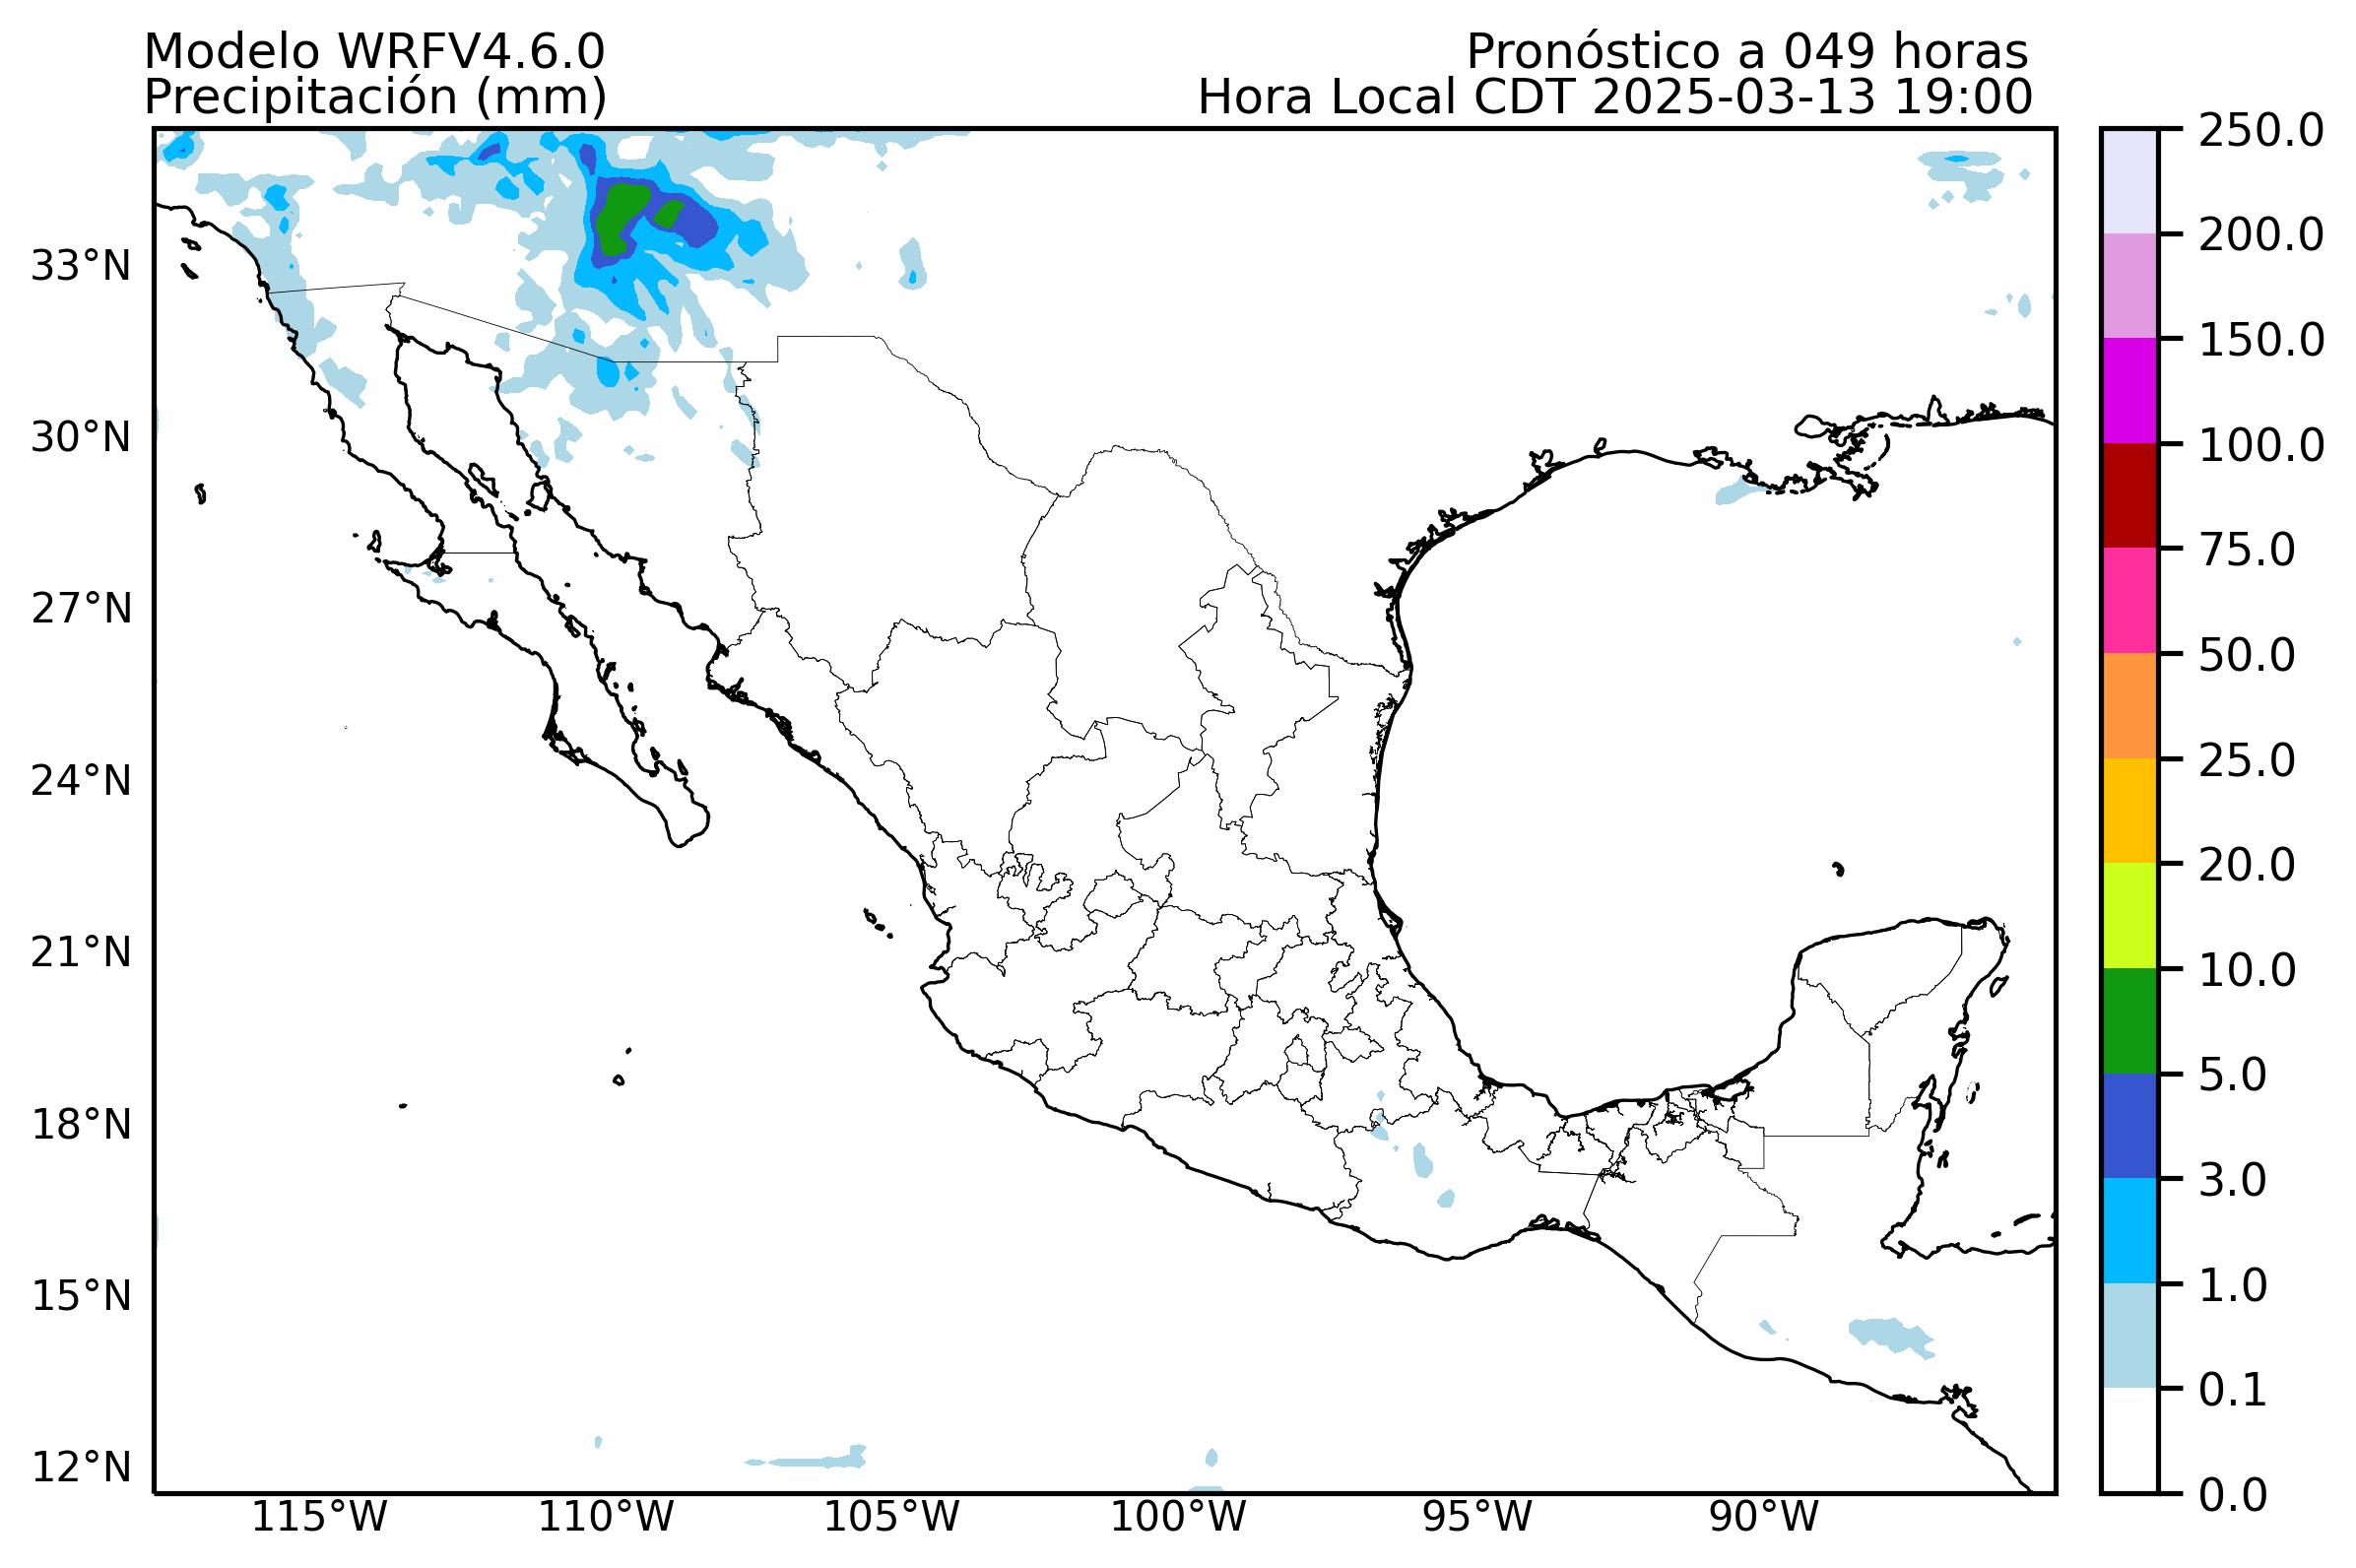 Modelo WRFV4.6.0
Pronóstico a 049 horas
Precipitación (mm)
Hora Local CDT 2025-03-13 19:00
33°N
30°N
27°N
24°N
21°N
18°N
15°N
12°N
115°W
110°W
105°W
100°W
95°W
90°W
250.0
200.0
150.0
100.0
75.0
50.0
25.0
20.0
10.0
5.0
3.0
1.0
0.1
0.0